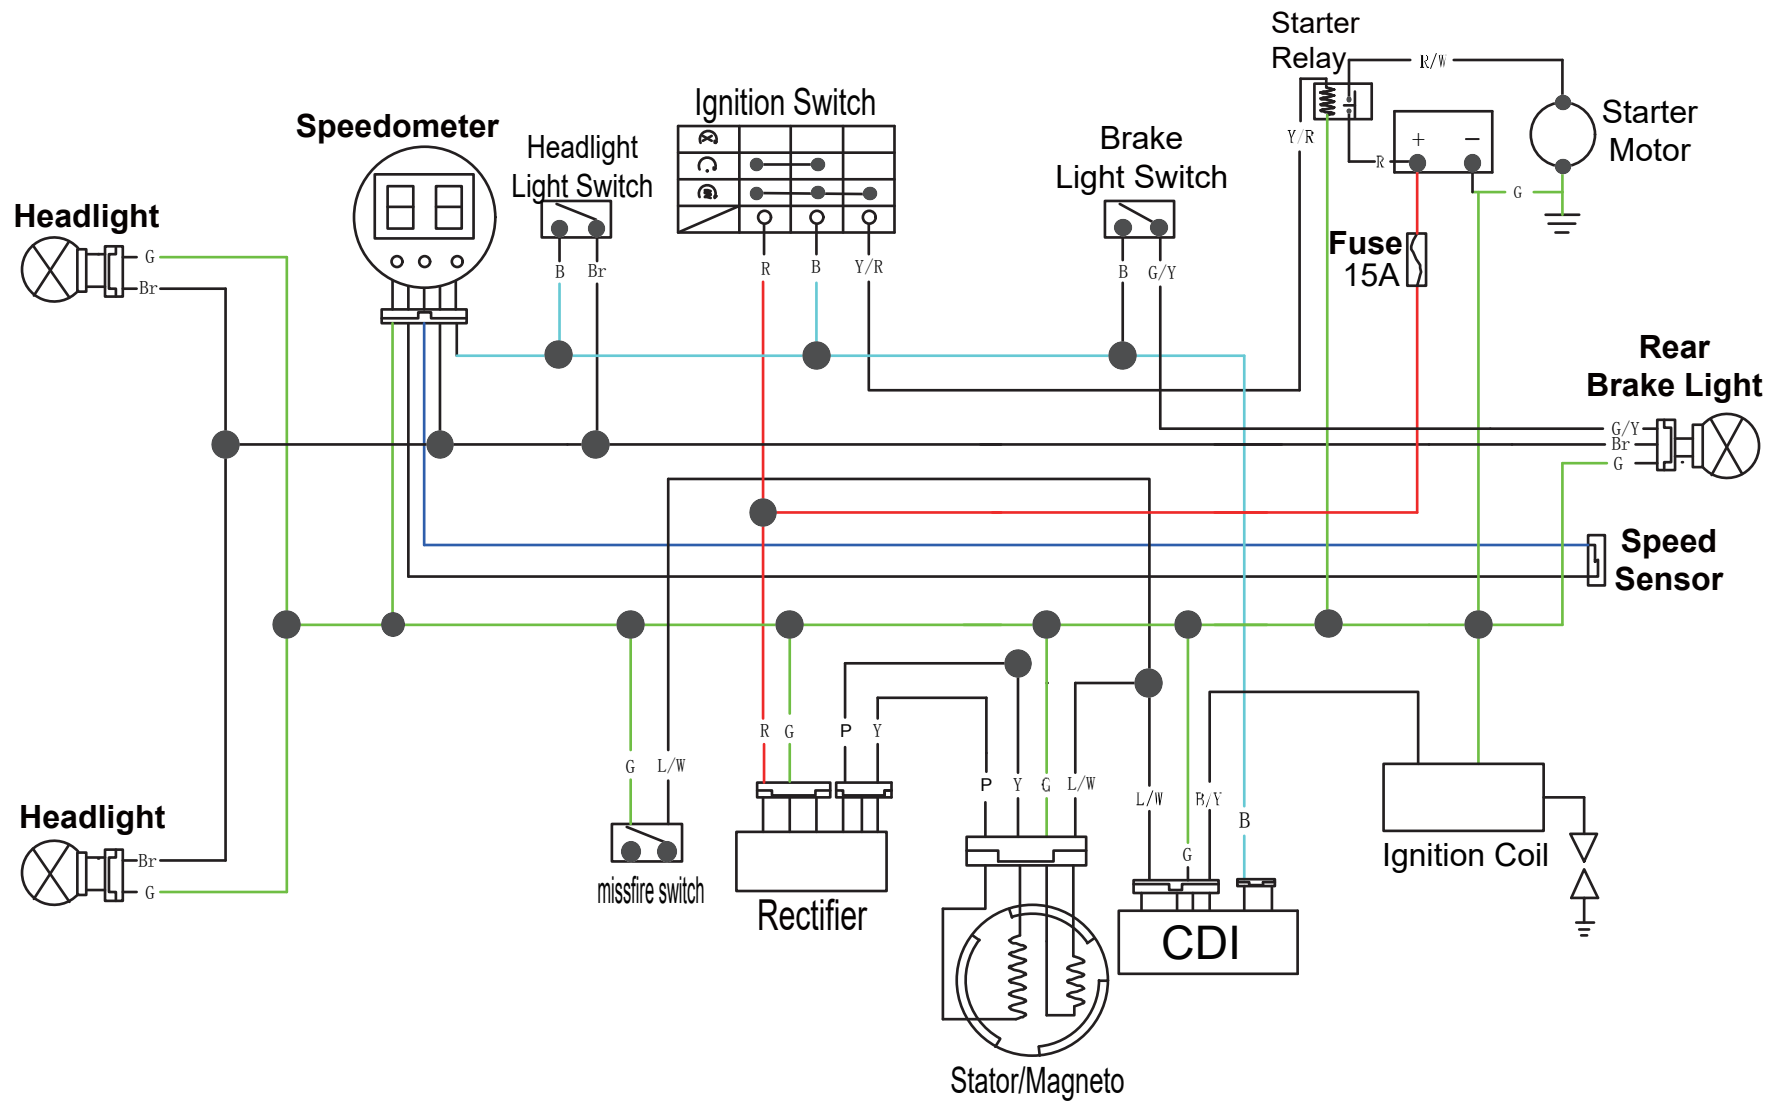 Starter
Relay
R/W
Ignition Switch
Speedometer
Headlight
Light Switch
Brake
Light Switch
Y/R
+ −
R
Starter
Motor
G
Headlight
G
Br
B Br
R B Y/R
B G/Y
Fuse
15A
Rear
Brake Light
G/Y
Br
G
Speed
Sensor
R G P Y
G L/W
P Y G L/W
L/W B/Y
B
G
Headlight
Br
G
missfire switch
Rectifier
CDI
Ignition Coil
Stator/Magneto